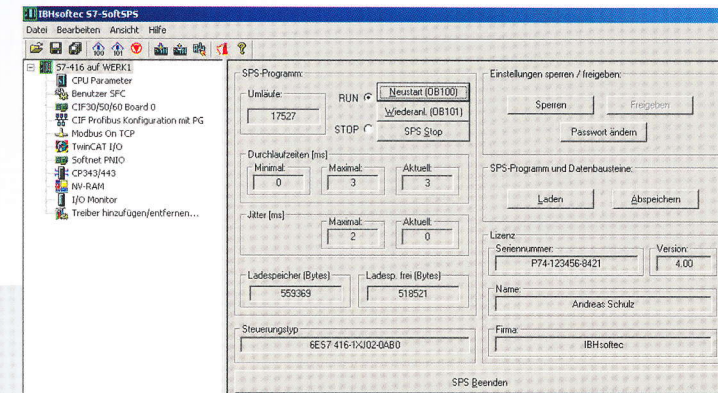 IBHsoftec S7-SoftSPS
Datei Bearbeiten Ansicht Hilfe
100 101
S7-416 auf WERK1
CPU Parameter
Benutzer SFC
CIF30/50/60 Board 0
CIF Profibus Konfiguration mit PG
Modbus On TCP
TwinCAT I/O
Softnet PNIO
CP343/443
NV-RAM
I/O Monitor
Treiber hinzufügen/entfernen...
SPS-Programm:
Umläufe:
17527
RUN
STOP
Neustart (OB100)
Wiederanl. (OB101)
SPS Stop
Durchlaufzeiten [ms]
Minimal: Maximal: Aktuell:
0 3 3
Jitter [ms]
Maximal: Aktuell:
2 0
Ladespeicher (Bytes) Ladesp. frei (Bytes)
559369 518521
Steuerungstyp
6ES7 416-1XJ02-0AB0
Einstellungen sperren / freigeben:
Sperren Freigeben
Passwort ändern
SPS-Programm und Datenbausteine:
Laden Abspeichern
Lizenz
Seriennummer: Version:
P74-123456-8421 4.00
Name:
Andreas Schulz
Firma:
IBHsoftec
SPS Beenden